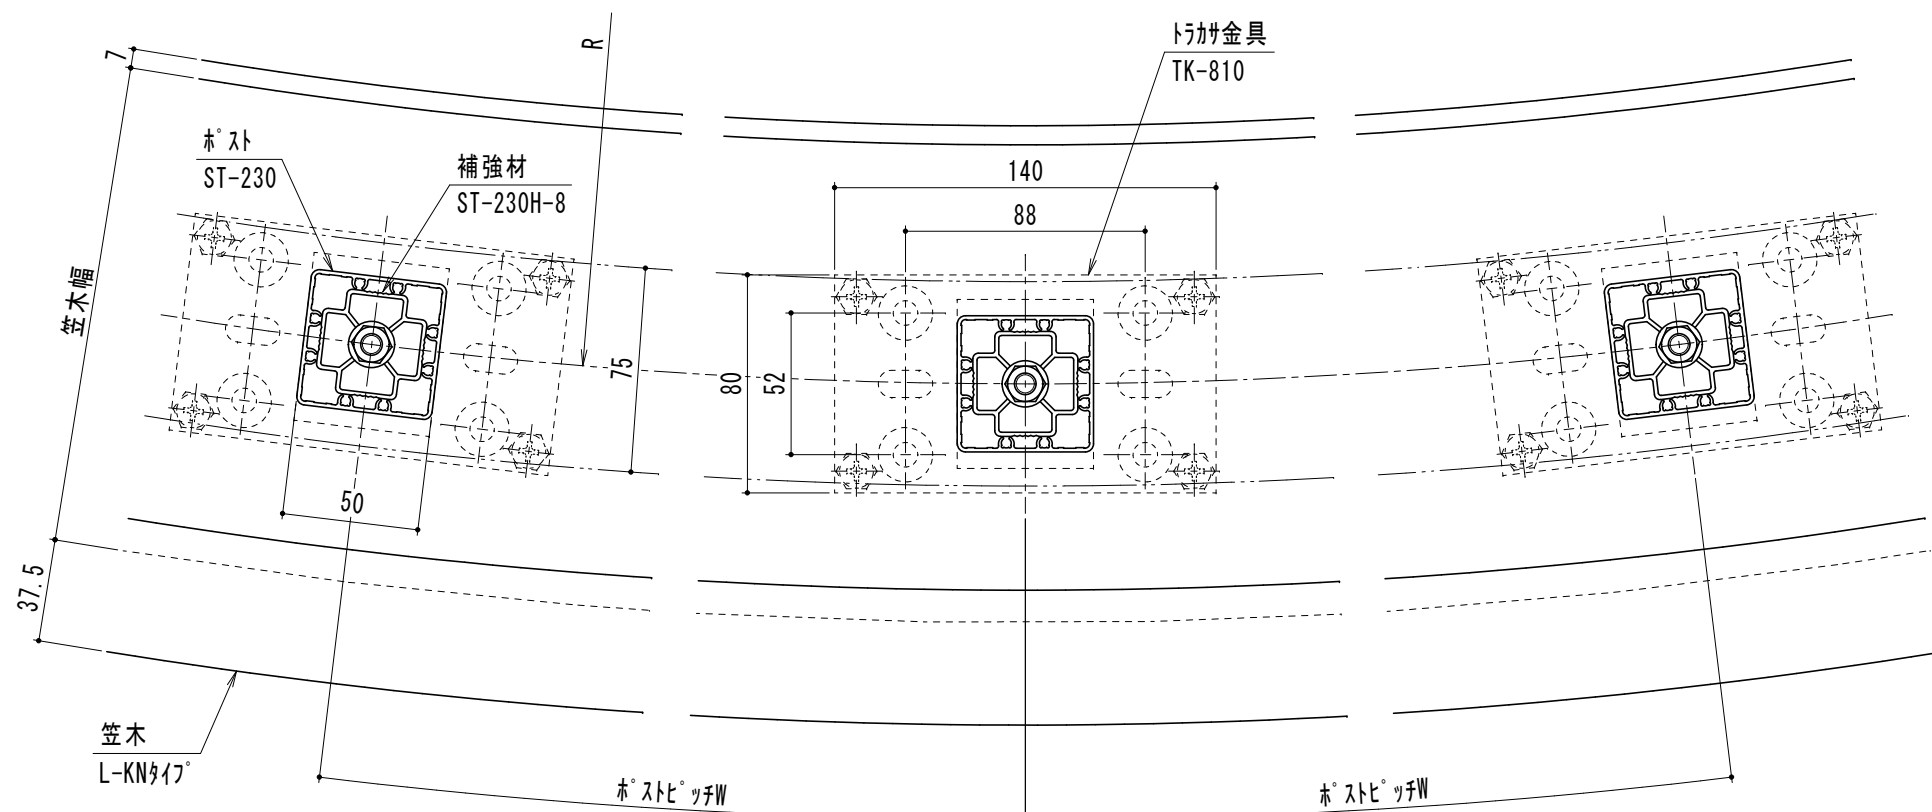 7
R
トラカサ金具
TK-810
ポスト
ST-230
補強材
ST-230H-8
140
88
笠木幅
75
80
52
50
37.5
笠木
L-KNタイプ
ポストピッチW
ポストピッチW